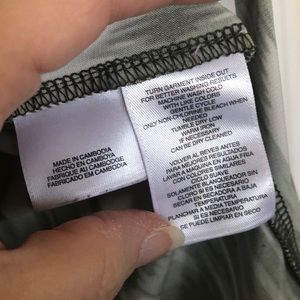 MADE IN CAMBODIA
HECHO EN CAMBOYA
FABRIQUÉ AU CAMBODGE
FABRICADO EM CAMBOJA
TURN GARMENT INSIDE OUT
FOR BETTER WASHING RESULTS
MACHINE WASH COLD
WITH LIKE COLORS
GENTLE CYCLE
ONLY NON-CHLORINE BLEACH WHEN
NEEDED
TUMBLE DRY LOW
WARM IRON
IF NEEDED
CAN BE DRY CLEANED
VOLVER AL REVES ANTES
PARA MEJORES RESULTADOS
LAVAR A MAQUINA EN AGUA FRIA
CON COLORES
CICLO SUAVE
SOLAMENTE BLANQUEADOR SIN
CLORO SI ES NECESARIO
SECAR EN SECADORA A BAJA
TEMPERATURA
PLANCHAR A MEDIA TEMPERATURA
SI ES NECESARIO
SE PUEDE LIMPIAR EN SECO